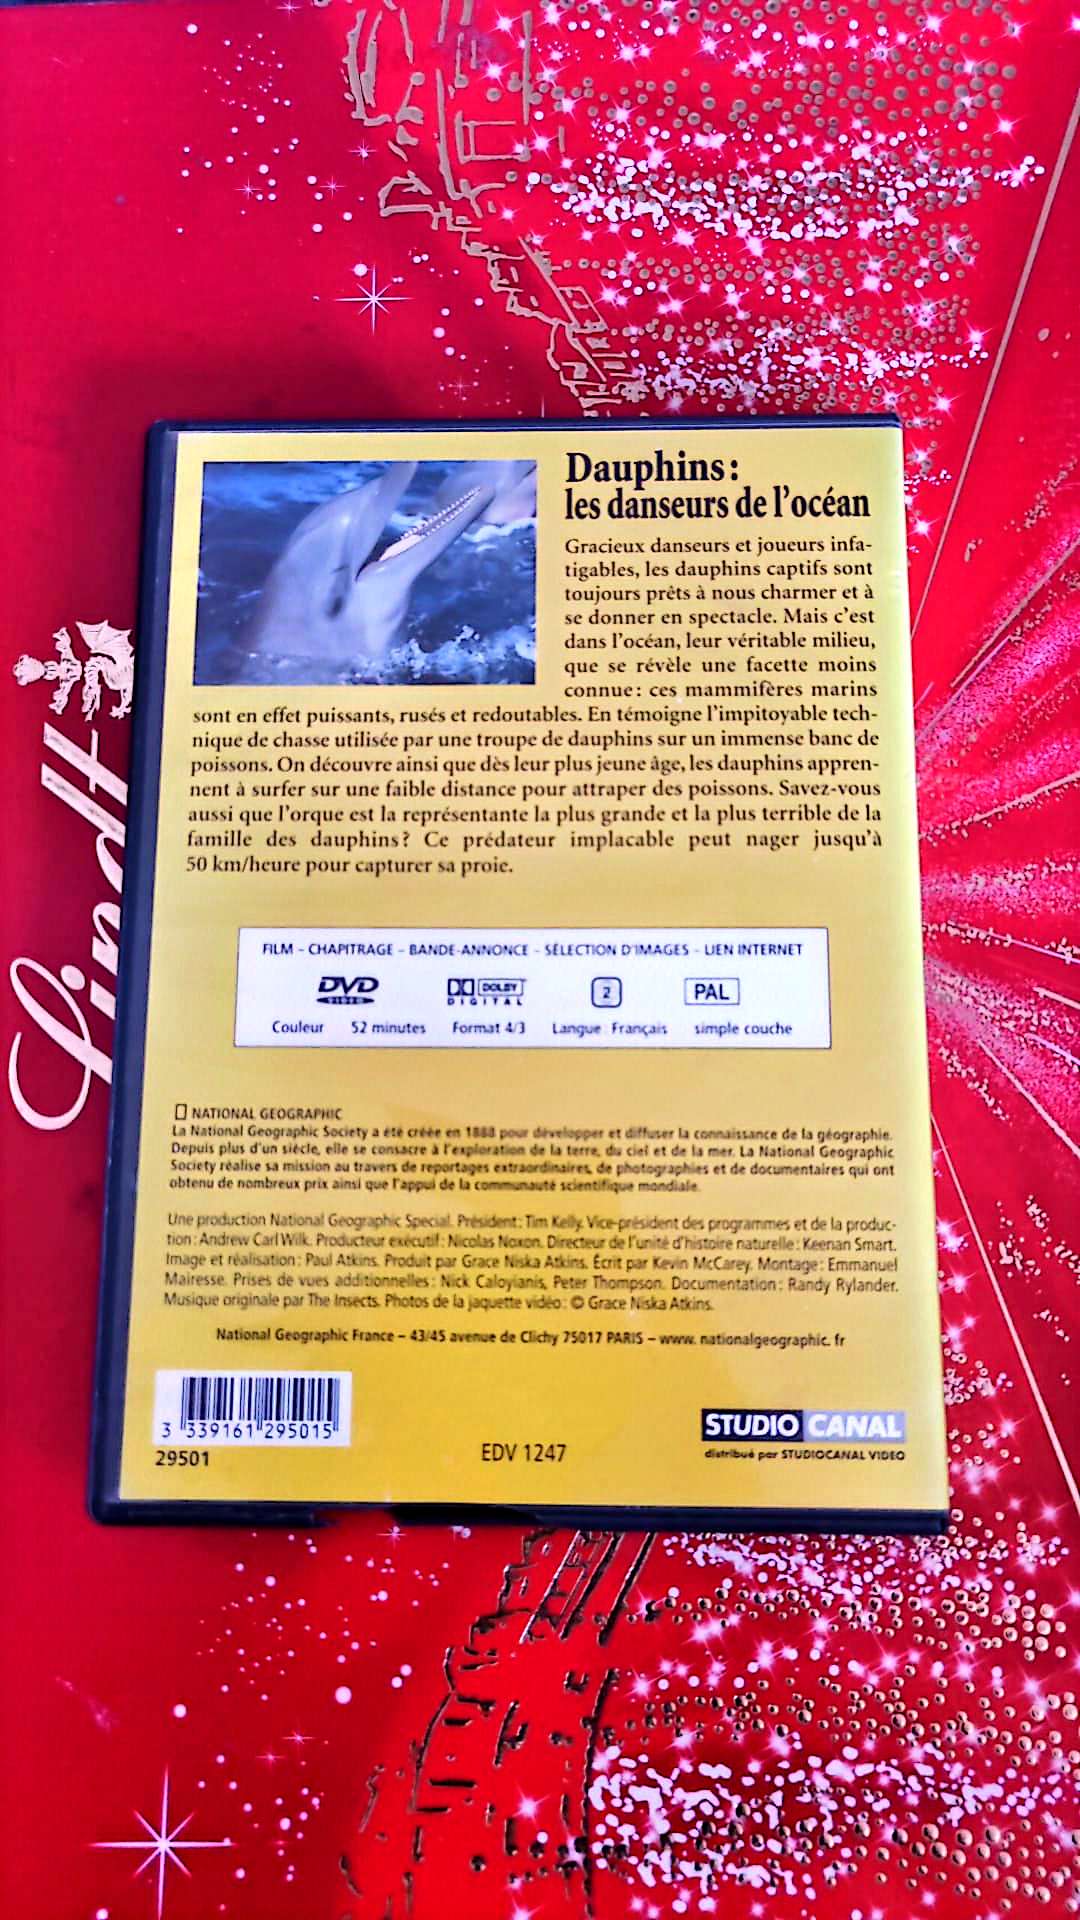 Dauphins :
les danseurs de l'océan
Gracieux danseurs et joueurs infa-
tigables, les dauphins captifs sont
toujours prêts à nous charmer et à
se donner en spectacle. Mais c'est
dans l'océan, leur véritable milieu,
que se révèle une facette moins
connue : ces mammifères marins
sont en effet puissants, rusés et redoutables. En témoigne l'impitoyable tech-
nique de chasse utilisée par une troupe de dauphins sur un immense banc de
poissons. On découvre ainsi que dès leur plus jeune âge, les dauphins appren-
nent à surfer sur une faible distance pour attraper des poissons. Savez-vous
aussi que l'orque est la représentante la plus grande et la plus terrible de la
famille des dauphins ? Ce prédateur implacable peut nager jusqu'à
50 km/heure pour capturer sa proie.
FILM – CHAPITRAGE – BANDE-ANNONCE – SÉLECTION D'IMAGES – LIEN INTERNET
DVD VIDEO DOLBY DIGITAL 2 PAL
Couleur 52 minutes Format 4/3 Langue : Français simple couche
NATIONAL GEOGRAPHIC
La National Geographic Society a été créée en 1888 pour développer et diffuser la connaissance de la géographie.
Depuis plus d'un siècle, elle se consacre à l'exploration de la terre, du ciel et de la mer. La National Geographic
Society réalise sa mission au travers de reportages extraordinaires, de photographies et de documentaires qui ont
obtenu de nombreux prix ainsi que l'appui de la communauté scientifique mondiale.
Une production National Geographic Special. Président : Tim Kelly. Vice-président des programmes et de la produc-
tion : Andrew Carl Wilk. Producteur exécutif : Nicolas Noxon. Directeur de l'unité d'histoire naturelle : Keenan Smart.
Image et réalisation : Paul Atkins. Produit par Grace Niska Atkins. Ecrit par Kevin McCarey. Montage : Emmanuel
Mairesse. Prises de vues additionnelles : Nick Caloyianis, Peter Thompson. Documentation : Randy Rylander.
Musique originale par The Insects. Photos de la jaquette vidéo : © Grace Niska Atkins.
National Geographic France – 43/45 avenue de Clichy 75017 PARIS – www. nationalgeographic. fr
3 339161 295015
29501
EDV 1247
STUDIO CANAL
distribué par STUDIOCANAL VIDEO
Lindt